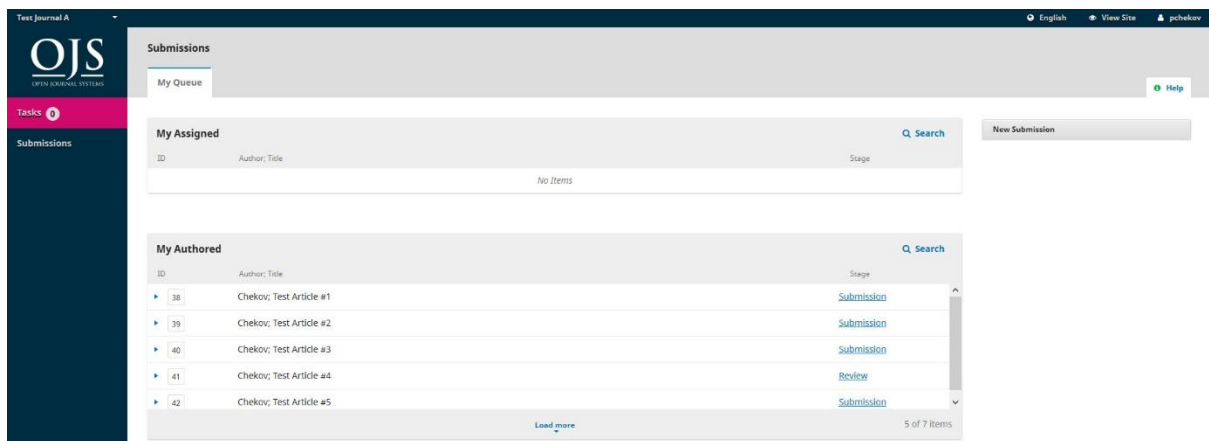 Test Journal A
English View Site pchekov
OJS
OPEN JOURNAL SYSTEMS
Tasks 0
Submissions
Submissions
My Queue
Help
My Assigned Search
ID Author; Title Stage
No Items
New Submission
My Authored Search
ID Author; Title Stage
38 Chekov; Test Article #1 Submission
39 Chekov; Test Article #2 Submission
40 Chekov; Test Article #3 Submission
41 Chekov; Test Article #4 Review
42 Chekov; Test Article #5 Submission
Load more 5 of 7 items